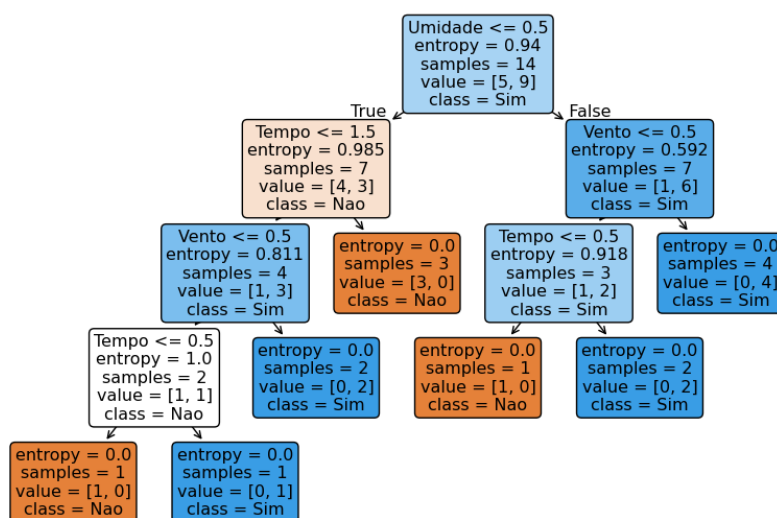 Umidade <= 0.5
entropy = 0.94
samples = 14
value = [5, 9]
class = Sim
True
False
Tempo <= 1.5
entropy = 0.985
samples = 7
value = [4, 3]
class = Nao
Vento <= 0.5
entropy = 0.592
samples = 7
value = [1, 6]
class = Sim
Vento <= 0.5
entropy = 0.811
samples = 4
value = [1, 3]
class = Sim
entropy = 0.0
samples = 3
value = [3, 0]
class = Nao
Tempo <= 0.5
entropy = 0.918
samples = 3
value = [1, 2]
class = Sim
entropy = 0.0
samples = 4
value = [0, 4]
class = Sim
Tempo <= 0.5
entropy = 1.0
samples = 2
value = [1, 1]
class = Nao
entropy = 0.0
samples = 2
value = [0, 2]
class = Sim
entropy = 0.0
samples = 1
value = [1, 0]
class = Nao
entropy = 0.0
samples = 2
value = [0, 2]
class = Sim
entropy = 0.0
samples = 1
value = [1, 0]
class = Nao
entropy = 0.0
samples = 1
value = [0, 1]
class = Sim